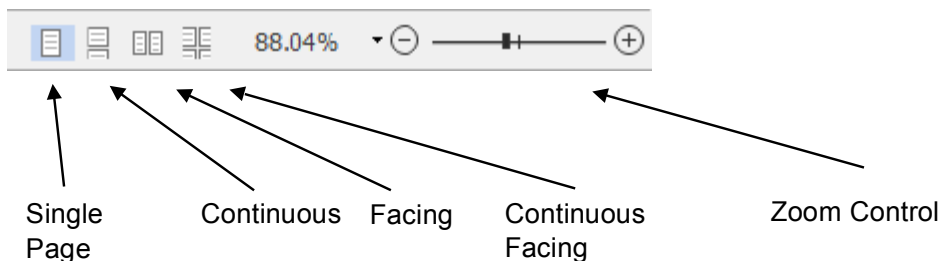 88.04%
Single Page
Continuous
Facing
Continuous Facing
Zoom Control